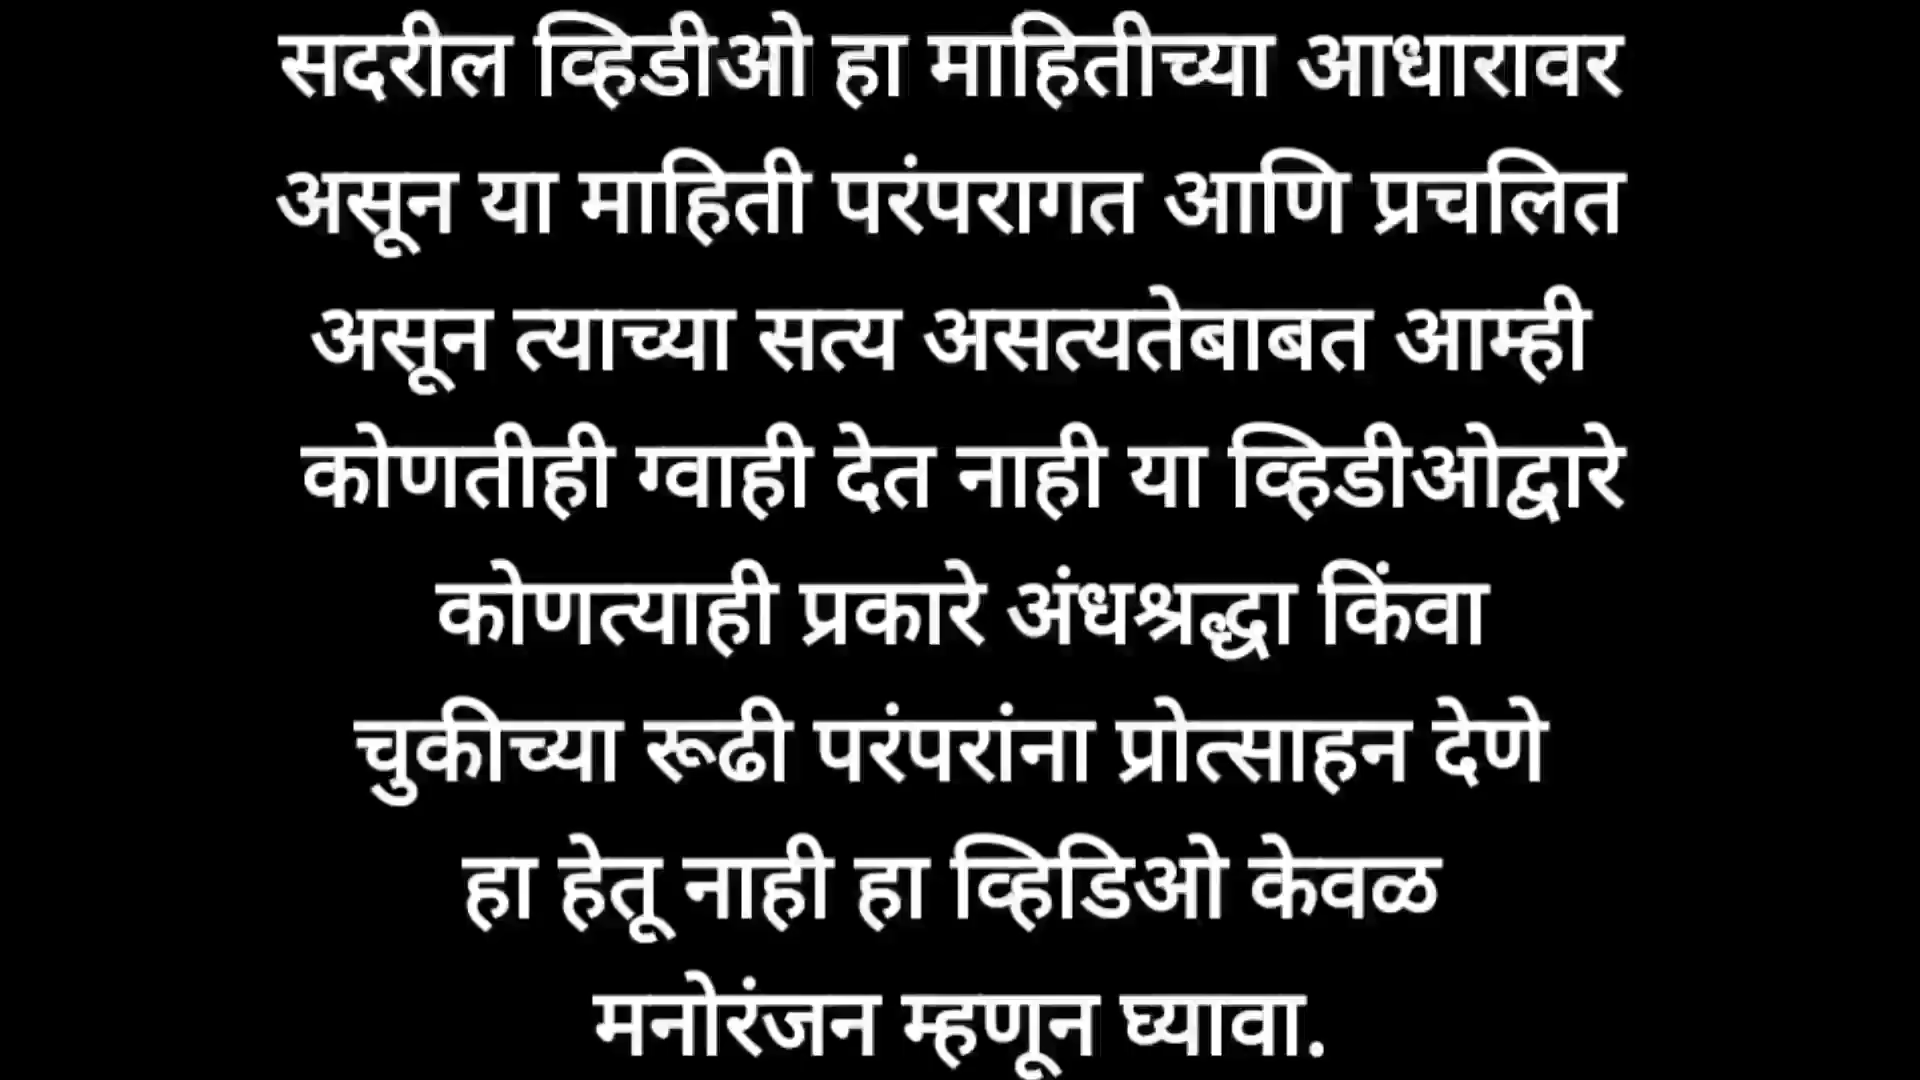 सदरील व्हिडीओ हा माहितीच्या आधारावर
असून या माहिती परंपरागत आणि प्रचलित
असून त्याच्या सत्य असत्यतेबाबत आम्ही
कोणतीही ग्वाही देत नाही या व्हिडीओद्वारे
कोणत्याही प्रकारे अंधश्रद्धा किंवा
चुकीच्या रूढी परंपरांना प्रोत्साहन देणे
हा हेतू नाही हा व्हिडिओ केवळ
मनोरंजन म्हणून घ्यावा.